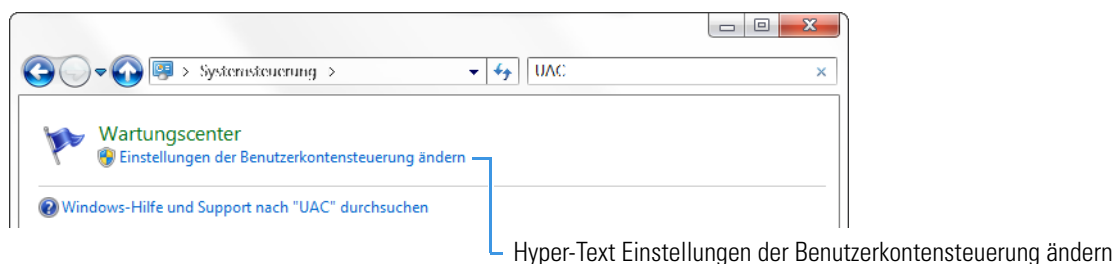 > Systemsteuerung > UAC
Wartungscenter
Einstellungen der Benutzerkontensteuerung ändern
Windows-Hilfe und Support nach "UAC" durchsuchen
Hyper-Text Einstellungen der Benutzerkontensteuerung ändern